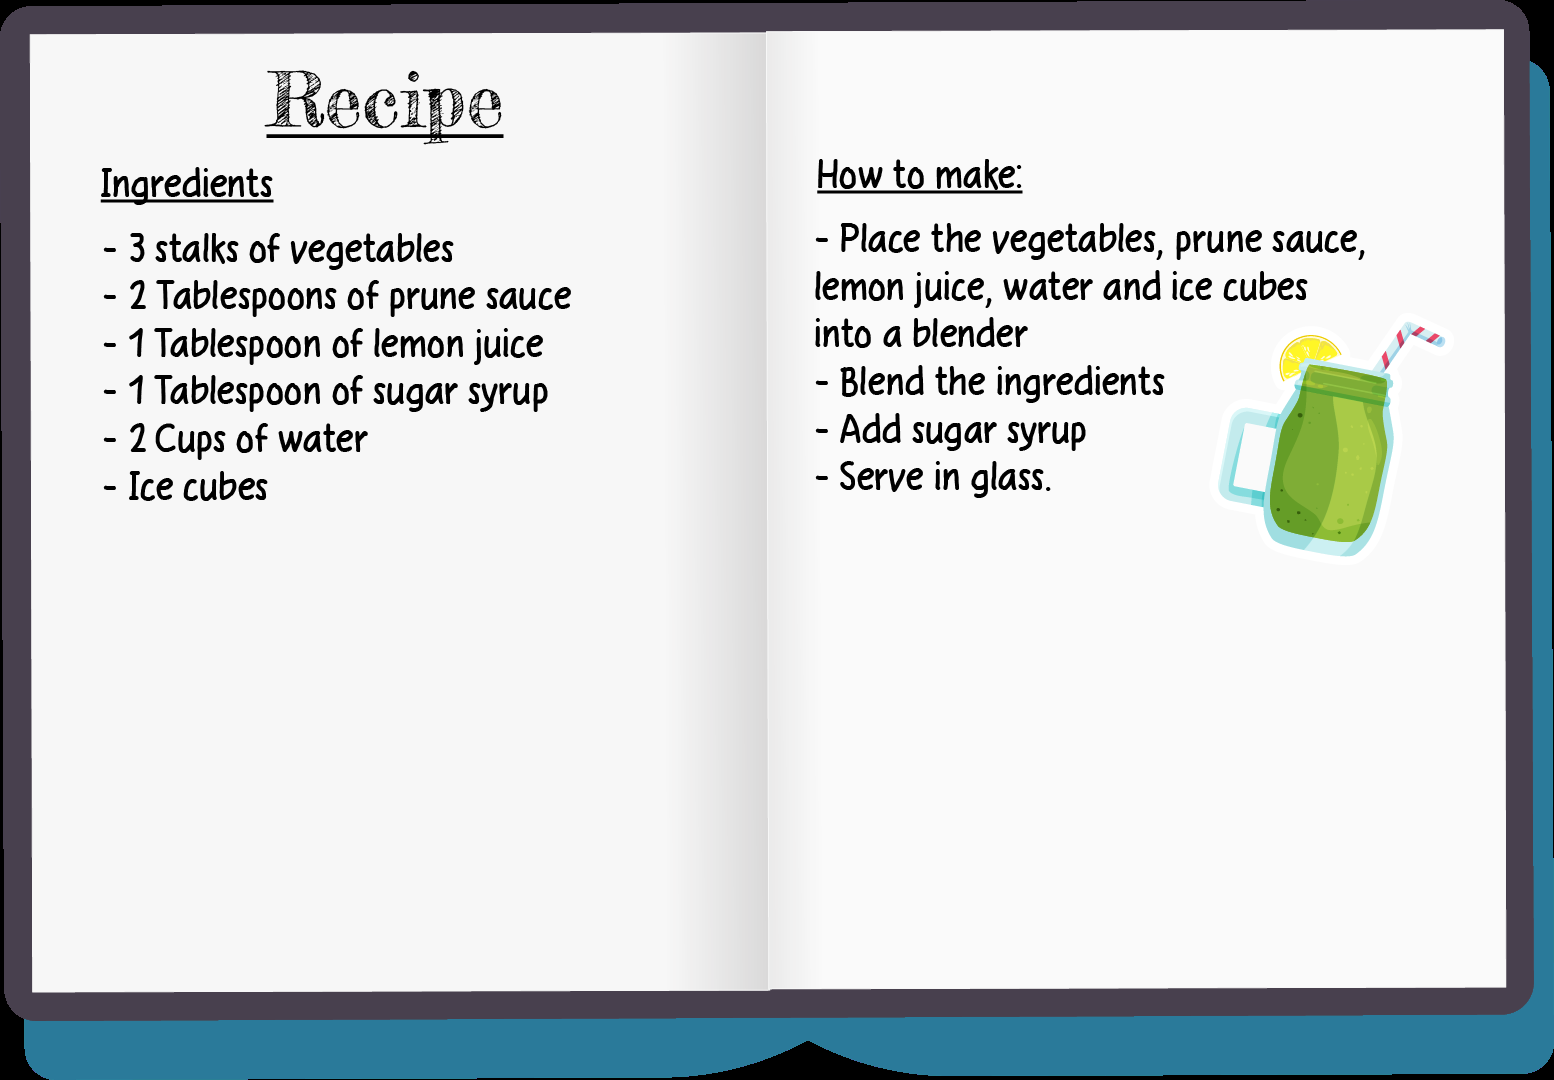 Recipe
Ingredients
- 3 stalks of vegetables
- 2 Tablespoons of prune sauce
- 1 Tablespoon of lemon juice
- 1 Tablespoon of sugar syrup
- 2 Cups of water
- Ice cubes
How to make:
- Place the vegetables, prune sauce,
lemon juice, water and ice cubes
into a blender
- Blend the ingredients
- Add sugar syrup
- Serve in glass.